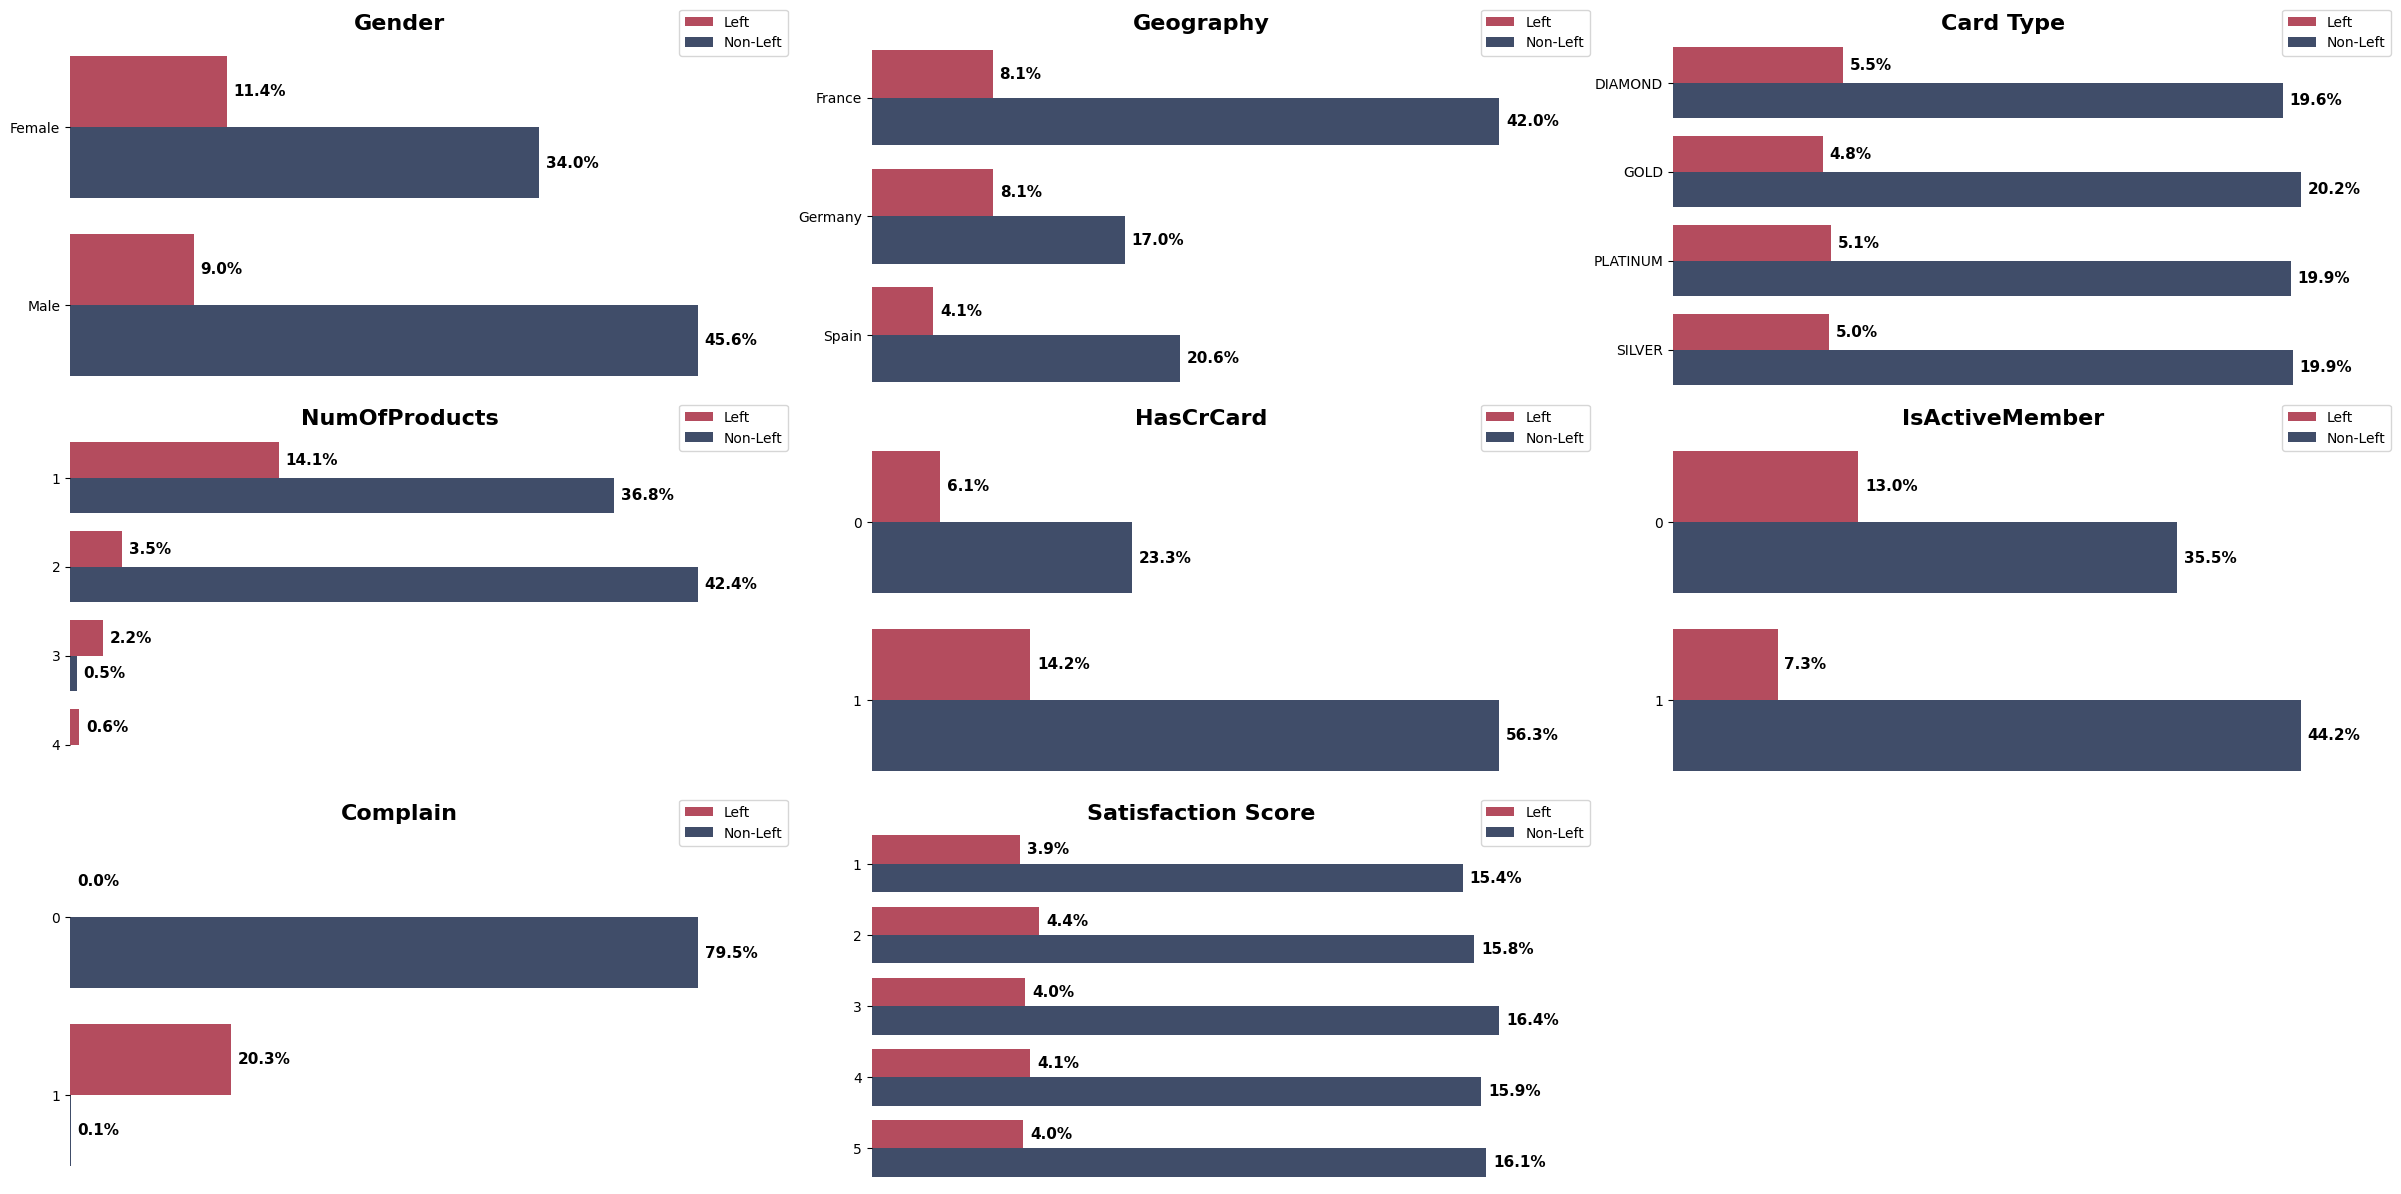 Gender
Left
Non-Left
Female
11.4%
34.0%
Male
9.0%
45.6%
Geography
Left
Non-Left
France
8.1%
42.0%
Germany
8.1%
17.0%
Spain
4.1%
20.6%
Card Type
Left
Non-Left
DIAMOND
5.5%
19.6%
GOLD
4.8%
20.2%
PLATINUM
5.1%
19.9%
SILVER
5.0%
19.9%
NumOfProducts
Left
Non-Left
1
14.1%
36.8%
2
3.5%
42.4%
3
2.2%
0.5%
4
0.6%
HasCrCard
Left
Non-Left
0
6.1%
23.3%
1
14.2%
56.3%
IsActiveMember
Left
Non-Left
0
13.0%
35.5%
1
7.3%
44.2%
Complain
Left
Non-Left
0
0.0%
79.5%
1
20.3%
0.1%
Satisfaction Score
Left
Non-Left
1
3.9%
15.4%
2
4.4%
15.8%
3
4.0%
16.4%
4
4.1%
15.9%
5
4.0%
16.1%